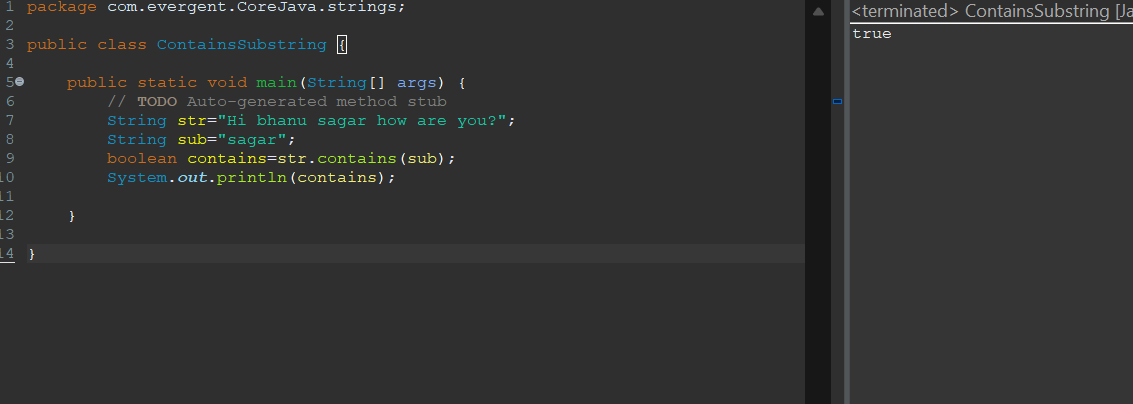 1 package com.evergent.CoreJava.strings;
2
3 public class ContainsSubstring {
4
5 public static void main(String[] args) {
6 // TODO Auto-generated method stub
7 String str="Hi bhanu sagar how are you?";
8 String sub="sagar";
9 boolean contains=str.contains(sub);
10 System.out.println(contains);
11
12 }
13
14 }
<terminated> ContainsSubstring [Ja
true